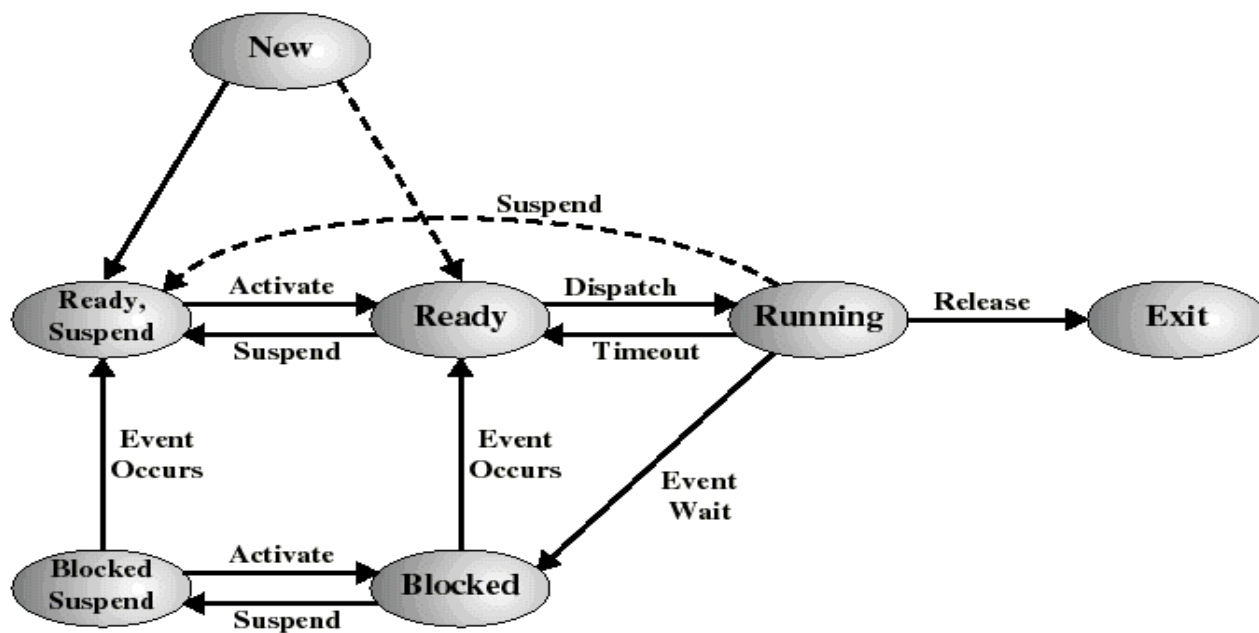 New
Suspend
Ready,
Suspend
Activate
Suspend
Ready
Dispatch
Timeout
Running
Release
Exit
Event
Occurs
Event
Occurs
Event
Wait
Blocked
Suspend
Activate
Suspend
Blocked